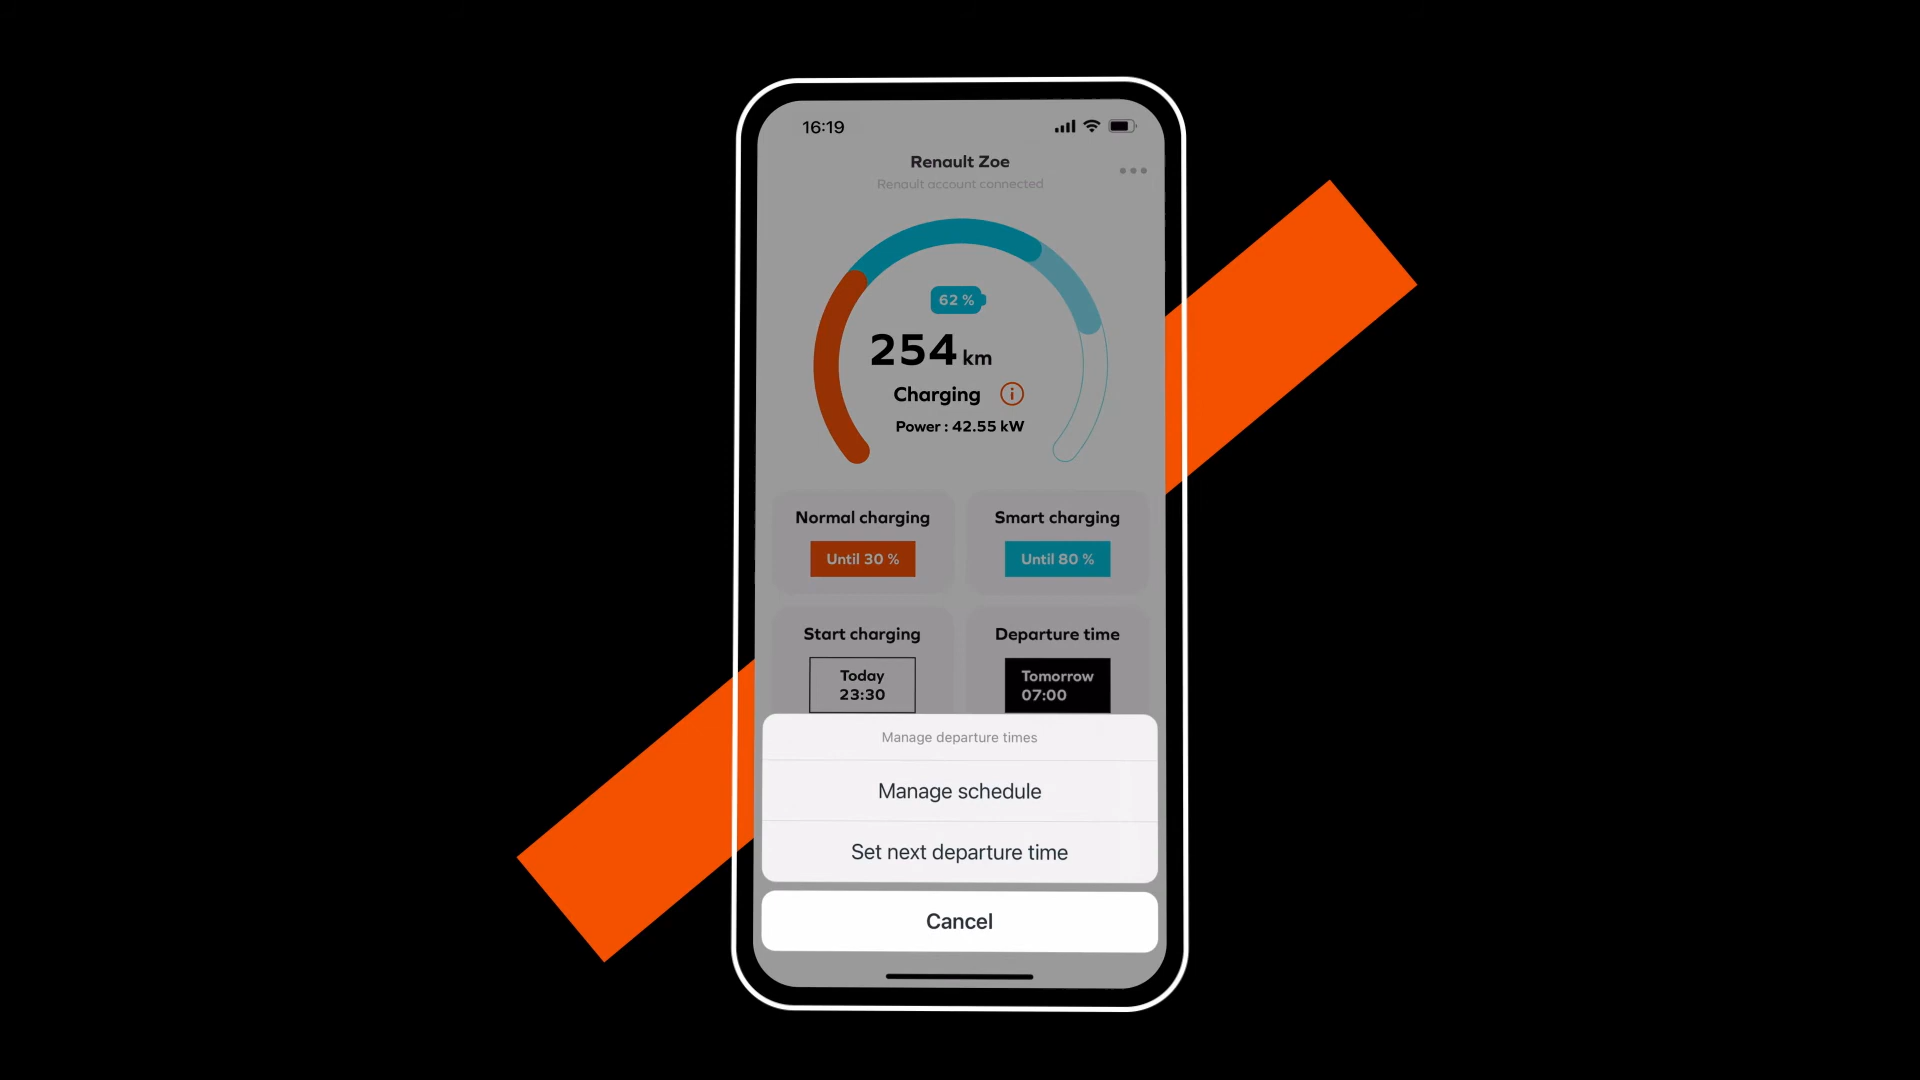 16:19
Renault Zoe
Renault account connected
62 %
254 km
Charging
Power : 42.55 kW
Normal charging
Smart charging
Until 30 %
Until 80 %
Start charging
Departure time
Today
23:30
Tomorrow
07:00
Manage departure times
Manage schedule
Set next departure time
Cancel